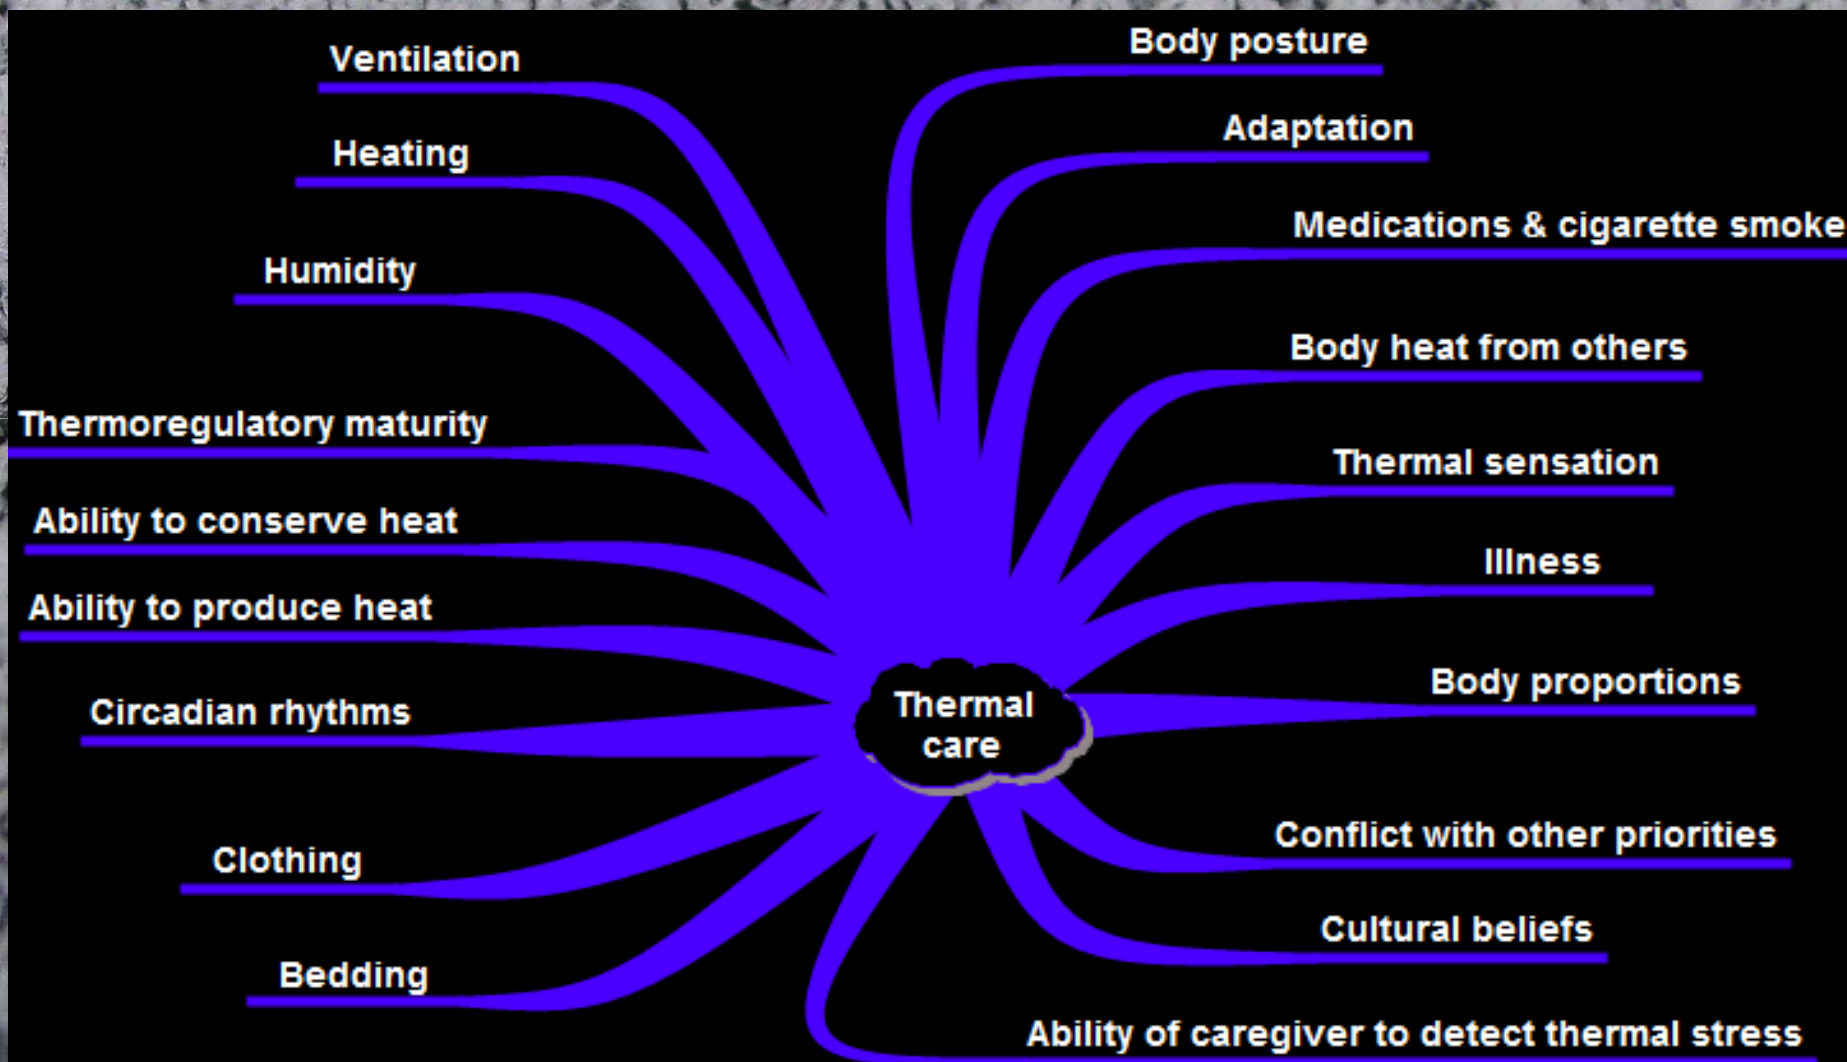 Ventilation
Heating
Humidity
Thermoregulatory maturity
Ability to conserve heat
Ability to produce heat
Circadian rhythms
Clothing
Bedding
Thermal
care
Body posture
Adaptation
Medications & cigarette smoke
Body heat from others
Thermal sensation
Illness
Body proportions
Conflict with other priorities
Cultural beliefs
Ability of caregiver to detect thermal stress